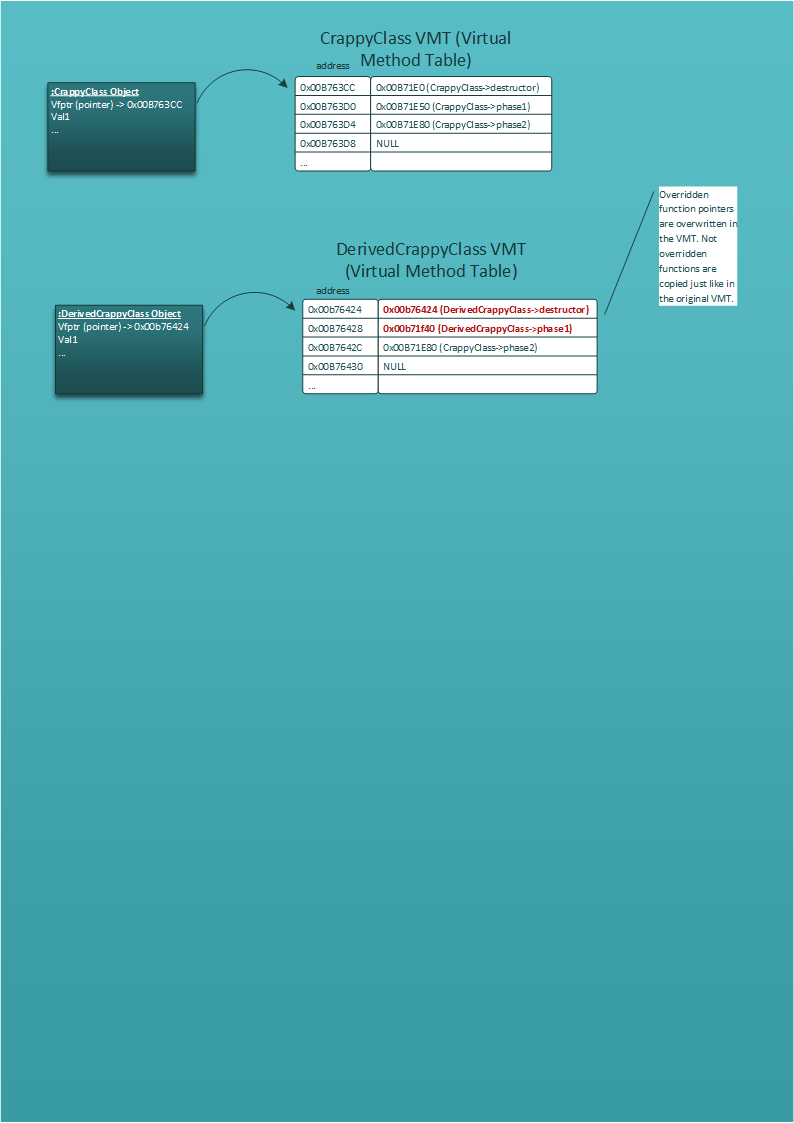 CrappyClass VMT (Virtual
Method Table)
address
:CrappyClass Object
Vfptr (pointer) -> 0x00B763CC
Val1
...
0x00B763CC 0x00B71E0 (CrappyClass->destructor)
0x00B763D0 0x00B71E50 (CrappyClass->phase1)
0x00B763D4 0x00B71E80 (CrappyClass->phase2)
0x00B763D8 NULL
...
Overridden
function pointers
are overwritten in
the VMT. Not
overridden
functions are
copied just like in
the original VMT.
DerivedCrappyClass VMT
(Virtual Method Table)
address
:DerivedCrappyClass Object
Vfptr (pointer) -> 0x00b76424
Val1
...
0x00b76424 0x00b76424 (DerivedCrappyClass->destructor)
0x00B76428 0x00b71f40 (DerivedCrappyClass->phase1)
0x00B7642C 0x00B71E80 (CrappyClass->phase2)
0x00B76430 NULL
...